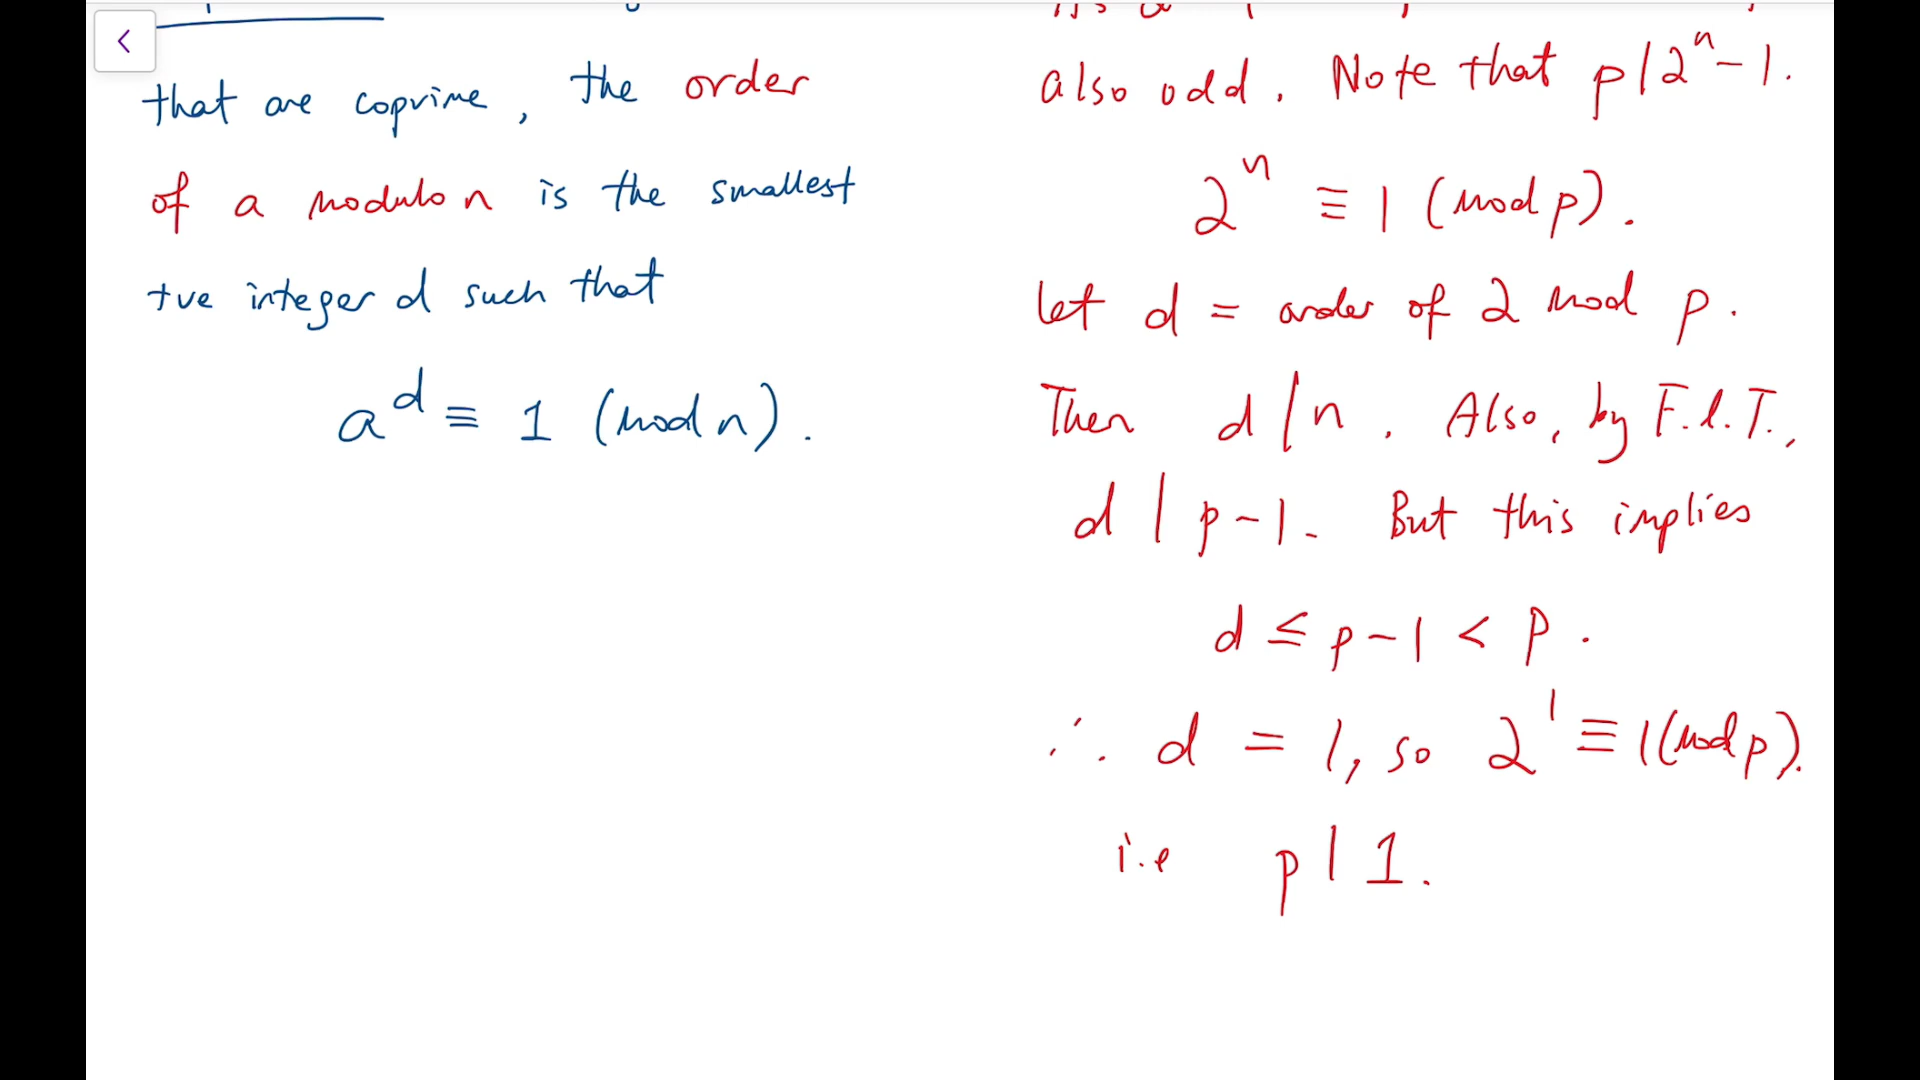 that are coprime, the order
of a modulo n is the smallest
+ve integer d such that
a^d ≡ 1 (mod n).
also odd. Note that p | 2^n - 1.
2^n ≡ 1 (mod p).
let d = order of 2 mod p.
Then d | n. Also, by F.l.T.,
d | p - 1. But this implies
d ≤ p - 1 < p.
∴ d = 1, so 2^1 ≡ 1 (mod p).
i.e p | 1.